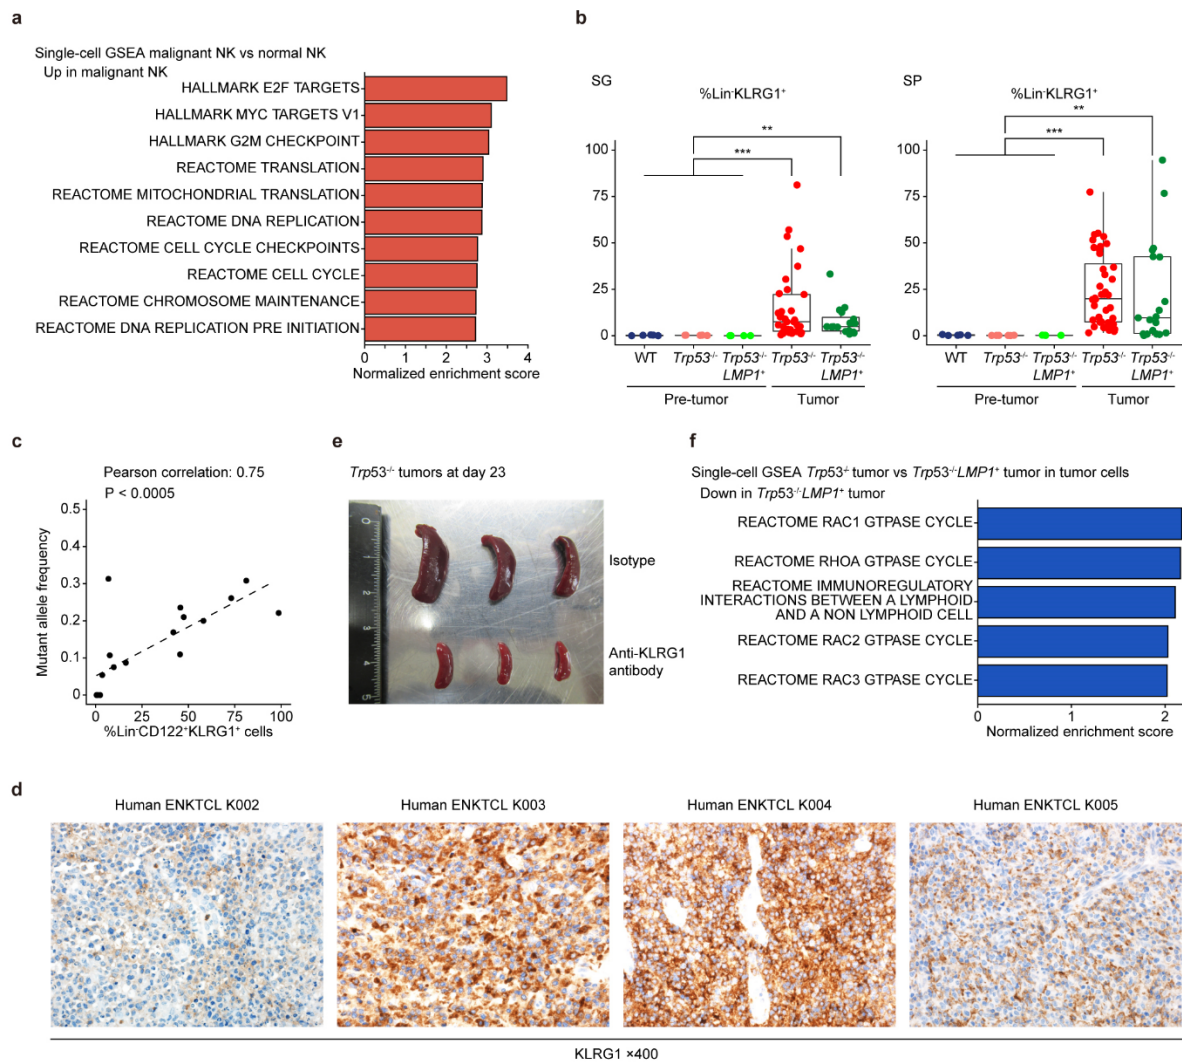 a
Single-cell GSEA malignant NK vs normal NK
Up in malignant NK
HALLMARK E2F TARGETS
HALLMARK MYC TARGETS V1
HALLMARK G2M CHECKPOINT
REACTOME TRANSLATION
REACTOME MITOCHONDRIAL TRANSLATION
REACTOME DNA REPLICATION
REACTOME CELL CYCLE CHECKPOINTS
REACTOME CELL CYCLE
REACTOME CHROMOSOME MAINTENANCE
REACTOME DNA REPLICATION PRE INITIATION
0 1 2 3 4
Normalized enrichment score
b
SG
%Lin⁻KLRG1⁺
**
***
100
75
50
25
0
WT Trp53⁻/⁻ Trp53⁻/⁻ Trp53⁻/⁻ Trp53⁻/⁻
LMP1⁺ LMP1⁺
Pre-tumor Tumor
SP
%Lin⁻KLRG1⁺
**
***
100
75
50
25
0
WT Trp53⁻/⁻ Trp53⁻/⁻ Trp53⁻/⁻ Trp53⁻/⁻
LMP1⁺ LMP1⁺
Pre-tumor Tumor
c
Pearson correlation: 0.75
P < 0.0005
Mutant allele frequency
0.5
0.4
0.3
0.2
0.1
0
0 25 50 75 100
%Lin⁻CD122⁺KLRG1⁺ cells
e
Trp53⁻/⁻ tumors at day 23
0
1
2
3
4
5
Isotype
Anti-KLRG1
antibody
f
Single-cell GSEA Trp53⁻/⁻ tumor vs Trp53⁻/⁻LMP1⁺ tumor in tumor cells
Down in Trp53⁻/⁻LMP1⁺ tumor
REACTOME RAC1 GTPASE CYCLE
REACTOME RHOA GTPASE CYCLE
REACTOME IMMUNOREGULATORY
INTERACTIONS BETWEEN A LYMPHOID
AND A NON LYMPHOID CELL
REACTOME RAC2 GTPASE CYCLE
REACTOME RAC3 GTPASE CYCLE
0 1 2
Normalized enrichment score
d
Human ENKTCL K002
Human ENKTCL K003
Human ENKTCL K004
Human ENKTCL K005
KLRG1 ×400